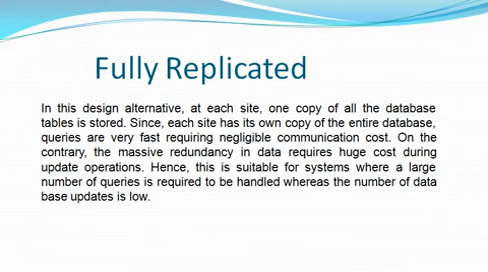 Fully Replicated
In this design alternative, at each site, one copy of all the database
tables is stored. Since, each site has its own copy of the entire database,
queries are very fast requiring negligible communication cost. On the
contrary, the massive redundancy in data requires huge cost during
update operations. Hence, this is suitable for systems where a large
number of queries is required to be handled whereas the number of data
base updates is low.